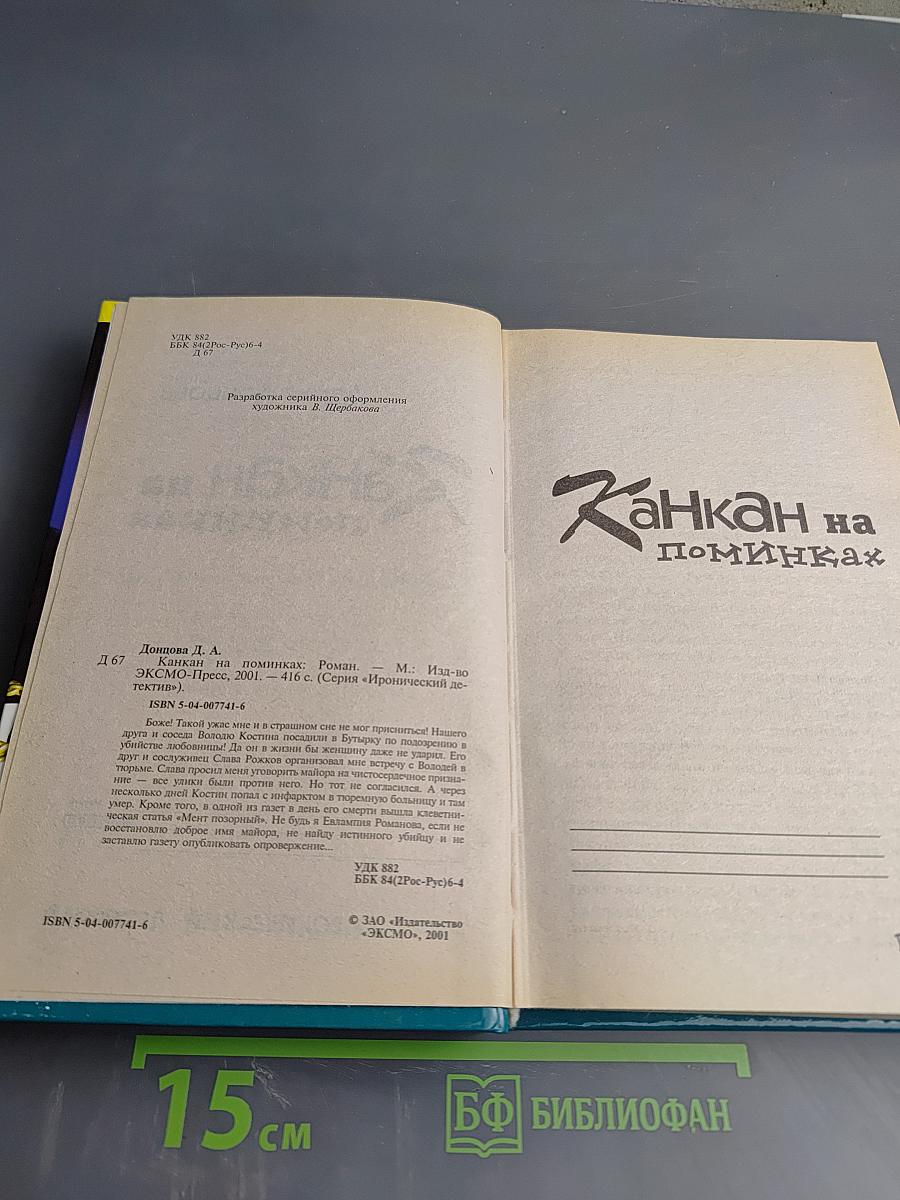 УДК 882
ББК 84(2Рос-Рус)6-4
Д 67
Разработка серийного оформления
художника В. Щербакова
Донцова Д. А.
Д 67 Канкан на поминках: Роман. — М.: Изд-во
ЭКСМО-Пресс, 2001. — 416 с. (Серия «Иронический де-
тектив»).
ISBN 5-04-007741-6
Боже! Такой ужас мне и в страшном сне не мог присниться! Нашего
друга и соседа Володю Костина посадили в Бутырку по подозрению в
убийстве любовницы! Да он в жизни бы женщину даже не ударил. Его
друг и сослуживец Слава Рожков организовал мне встречу с Володей в
тюрьме. Слава просил меня уговорить майора на чистосердечное призна-
ние — все улики были против него. Но тот не согласился. А через
несколько дней Костин попал с инфарктом в тюремную больницу и там
умер. Кроме того, в одной из газет в день его смерти вышла клеветни-
ческая статья «Мент позорный». Не будь я Евлампия Романова, если не
восстановлю доброе имя майора, не найду истинного убийцу и не
заставлю газету опубликовать опровержение...
УДК 882
ББК 84(2Рос-Рус)6-4
ISBN 5-04-007741-6
© ЗАО «Издательство
«ЭКСМО», 2001
Канкан на
поминках
15 см
БФ БИБЛИОФАН